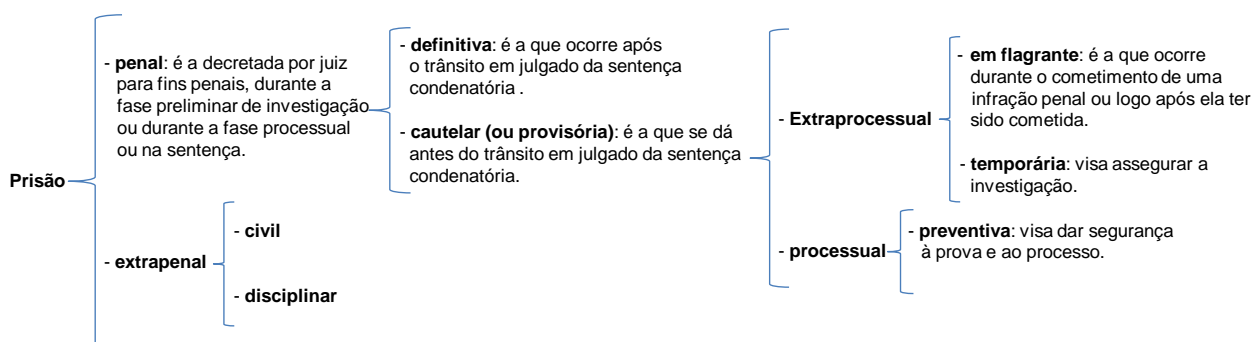 Prisão
- penal: é a decretada por juiz
para fins penais, durante a
fase preliminar de investigação
ou durante a fase processual
ou na sentença.
- extrapenal
- civil
- disciplinar
- definitiva: é a que ocorre após
o trânsito em julgado da sentença
condenatória .
- cautelar (ou provisória): é a que se dá
antes do trânsito em julgado da sentença
condenatória.
- Extraprocessual
- em flagrante: é a que ocorre
durante o cometimento de uma
infração penal ou logo após ela ter
sido cometida.
- temporária: visa assegurar a
investigação.
- processual
- preventiva: visa dar segurança
à prova e ao processo.